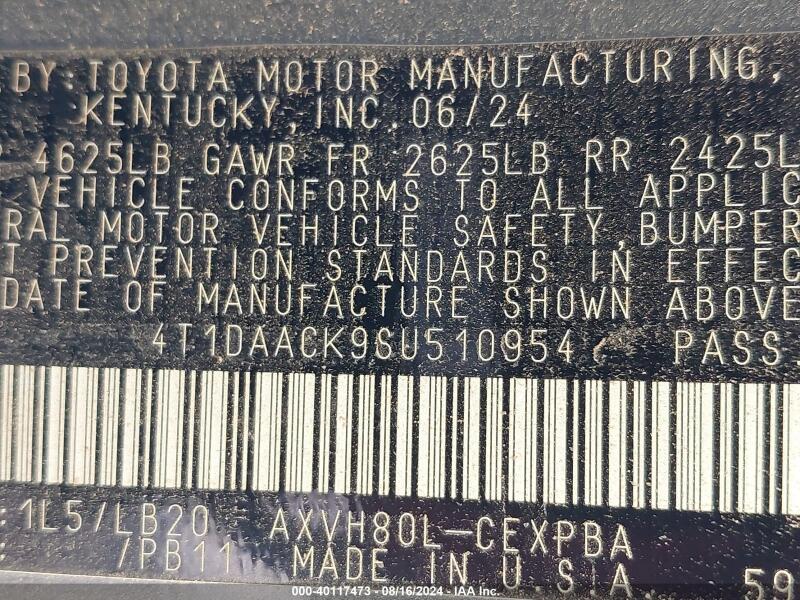 BY: TOYOTA MOTOR MANUFACTURING,
KENTUCKY, INC. 06/24
4625LB GAWR FR 2625LB RR 2425L
VEHICLE CONFORMS TO ALL APPLIC
RAL MOTOR VEHICLE SAFETY, BUMPER
T PREVENTION STANDARDS IN EFFEC
DATE OF MANUFACTURE SHOWN ABOV
4T1DAACK9SU510954 PASS
: 1L5/LB20 AXVH80L-CEXPBA
/PB11 MADE IN U.S.A. 59
000-40117473 - 08/16/2024 - IAA Inc.